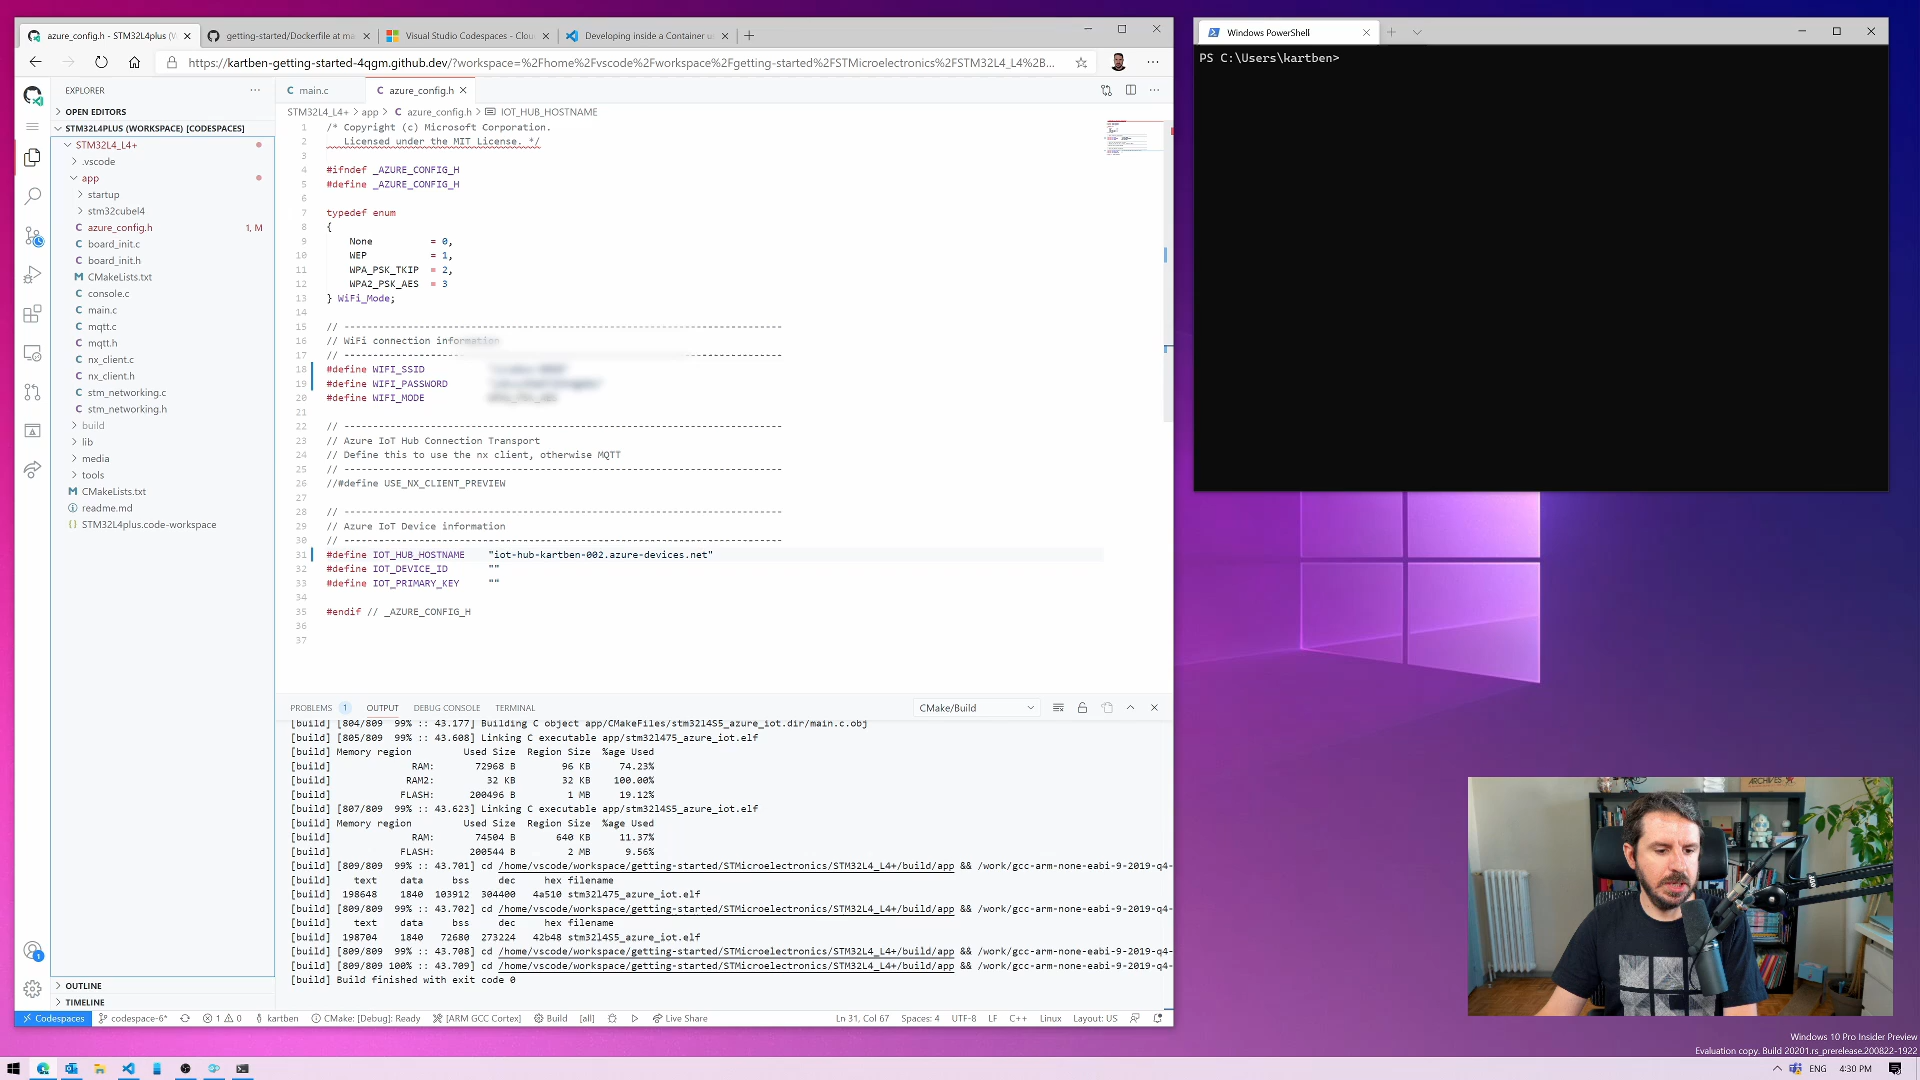 azure_config.h - STM32L4plus (W
getting-started/Dockerfile at ma
Visual Studio Codespaces - Clou
Developing inside a Container u
https://kartben-getting-started-4qgm.github.dev/?workspace=%2Fhome%2Fvscode%2Fworkspace%2Fgetting-started%2FSTMicroelectronics%2FSTM32L4_L4%2B...
EXPLORER
OPEN EDITORS
STM32L4PLUS (WORKSPACE) [CODESPACES]
STM32L4_L4+
.vscode
app
startup
stm32cubel4
C azure_config.h 1, M
C board_init.c
C board_init.h
M CMakeLists.txt
C console.c
C main.c
C mqtt.c
C mqtt.h
C nx_client.c
C nx_client.h
C stm_networking.c
C stm_networking.h
build
lib
media
tools
M CMakeLists.txt
readme.md
STM32L4plus.code-workspace
OUTLINE
TIMELINE
C main.c
C azure_config.h
STM32L4_L4+ > app > C azure_config.h > IOT_HUB_HOSTNAME
1 /* Copyright (c) Microsoft Corporation.
2 Licensed under the MIT License. */
3
4 #ifndef _AZURE_CONFIG_H
5 #define _AZURE_CONFIG_H
6
7 typedef enum
8 {
9 None = 0,
10 WEP = 1,
11 WPA_PSK_TKIP = 2,
12 WPA2_PSK_AES = 3
13 } WiFi_Mode;
14
15 // ----------------------------------------------------------------------------
16 // WiFi connection information
17 // ----------------------------------------------------------------------------
18 #define WIFI_SSID
19 #define WIFI_PASSWORD
20 #define WIFI_MODE
21
22 // ----------------------------------------------------------------------------
23 // Azure IoT Hub Connection Transport
24 // Define this to use the nx client, otherwise MQTT
25 // ----------------------------------------------------------------------------
26 //#define USE_NX_CLIENT_PREVIEW
27
28 // ----------------------------------------------------------------------------
29 // Azure IoT Device information
30 // ----------------------------------------------------------------------------
31 #define IOT_HUB_HOSTNAME "iot-hub-kartben-002.azure-devices.net"
32 #define IOT_DEVICE_ID ""
33 #define IOT_PRIMARY_KEY ""
34
35 #endif // _AZURE_CONFIG_H
36
37
PROBLEMS 1 OUTPUT DEBUG CONSOLE TERMINAL CMake/Build
[build] [804/809 99% :: 43.177] Building C object app/CMakeFiles/stm32l4S5_azure_iot.dir/main.c.obj
[build] [805/809 99% :: 43.608] Linking C executable app/stm32l475_azure_iot.elf
[build] Memory region Used Size Region Size %age Used
[build] RAM: 72968 B 96 KB 74.23%
[build] RAM2: 32 KB 32 KB 100.00%
[build] FLASH: 200496 B 1 MB 19.12%
[build] [807/809 99% :: 43.623] Linking C executable app/stm32l4S5_azure_iot.elf
[build] Memory region Used Size Region Size %age Used
[build] RAM: 74504 B 640 KB 11.37%
[build] FLASH: 200544 B 2 MB 9.56%
[build] [809/809 99% :: 43.701] cd /home/vscode/workspace/getting-started/STMicroelectronics/STM32L4_L4+/build/app && /work/gcc-arm-none-eabi-9-2019-q4-
[build] text data bss dec hex filename
[build] 198648 1840 103912 304400 4a510 stm32l475_azure_iot.elf
[build] [809/809 99% :: 43.702] cd /home/vscode/workspace/getting-started/STMicroelectronics/STM32L4_L4+/build/app && /work/gcc-arm-none-eabi-9-2019-q4-
[build] text data bss dec hex filename
[build] 198704 1840 72680 273224 42b48 stm32l4S5_azure_iot.elf
[build] [809/809 99% :: 43.708] cd /home/vscode/workspace/getting-started/STMicroelectronics/STM32L4_L4+/build/app && /work/gcc-arm-none-eabi-9-2019-q4-
[build] [809/809 100% :: 43.709] cd /home/vscode/workspace/getting-started/STMicroelectronics/STM32L4_L4+/build/app && /work/gcc-arm-none-eabi-9-2019-q4-
[build] Build finished with exit code 0
Codespaces codespace-6* 1 0 kartben CMake: [Debug]: Ready [ARM GCC Cortex] Build [all] Live Share Ln 31, Col 67 Spaces: 4 UTF-8 LF C++ Linux Layout: US
Windows PowerShell
PS C:\Users\kartben>
ARCHIVES
Windows 10 Pro Insider Preview
Evaluation copy. Build 20201.rs_prerelease.200822-1922
ENG 4:30 PM